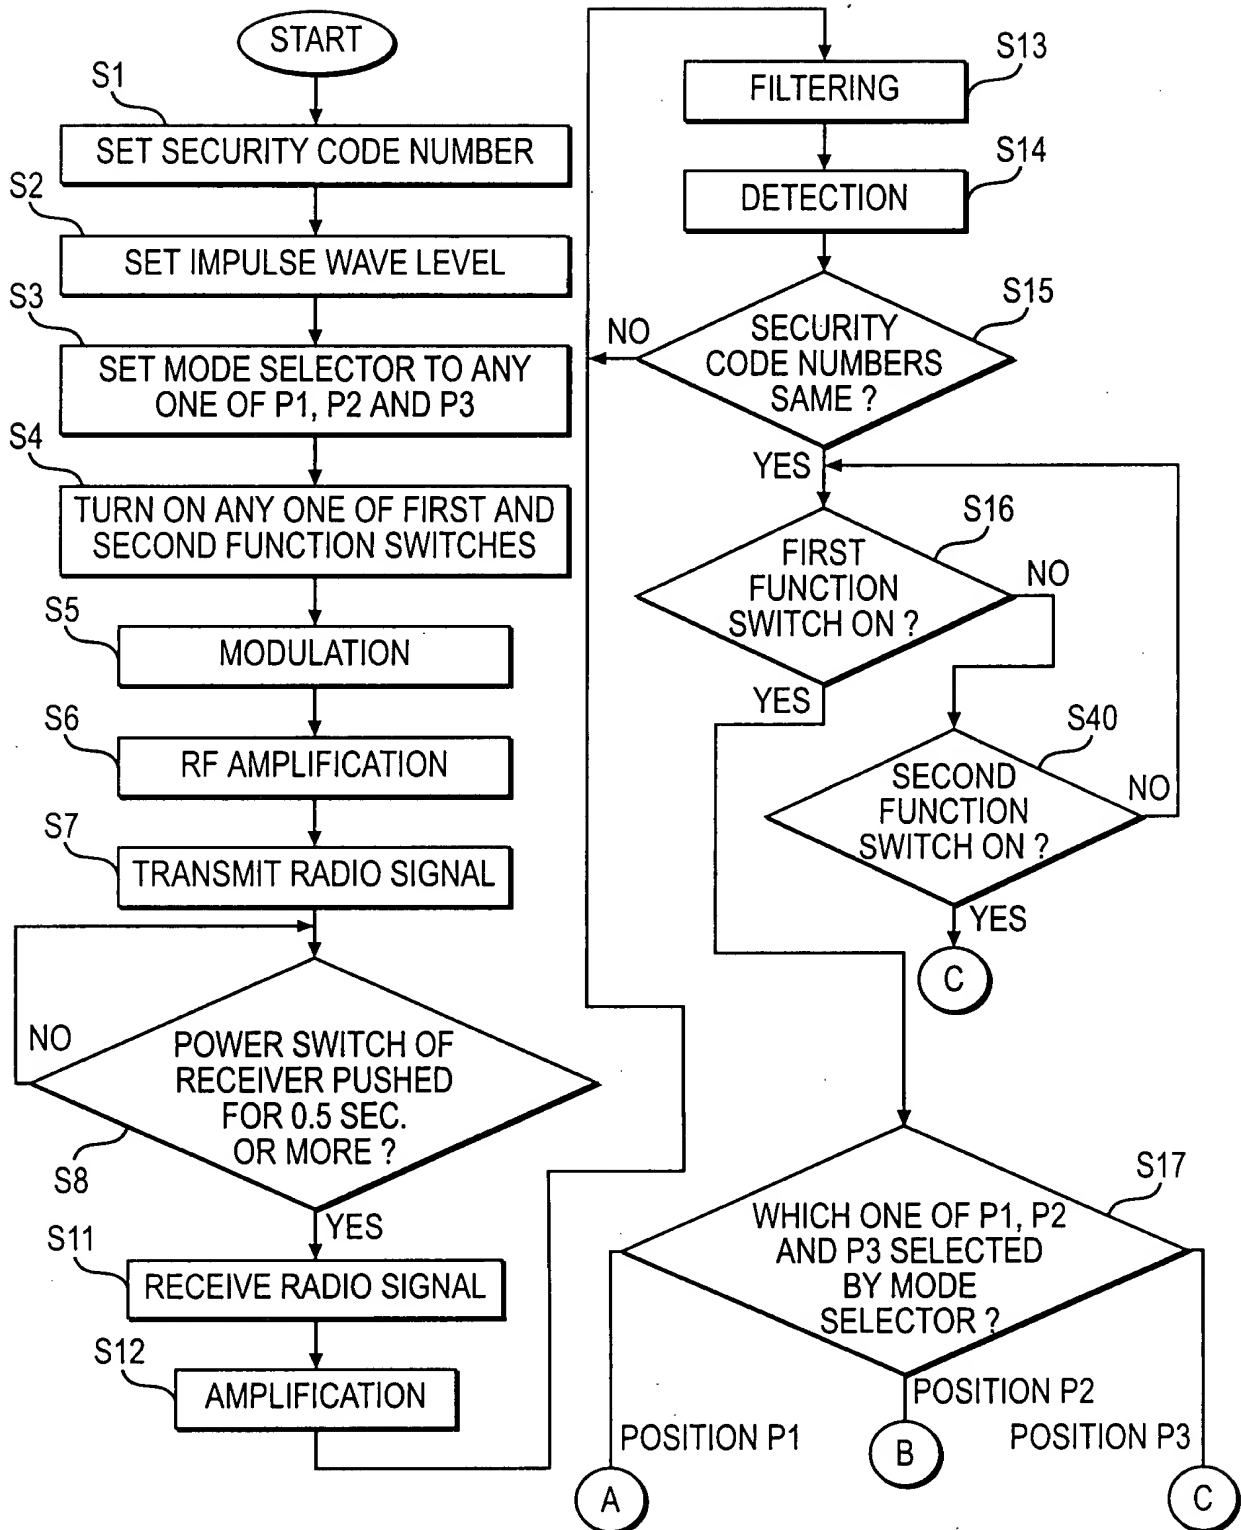 START
S1
SET SECURITY CODE NUMBER
S2
SET IMPULSE WAVE LEVEL
S3
SET MODE SELECTOR TO ANY
ONE OF P1, P2 AND P3
S4
TURN ON ANY ONE OF FIRST AND
SECOND FUNCTION SWITCHES
S5
MODULATION
S6
RF AMPLIFICATION
S7
TRANSMIT RADIO SIGNAL
NO
POWER SWITCH OF
RECEIVER PUSHED
FOR 0.5 SEC.
OR MORE ?
S8
YES
S11
RECEIVE RADIO SIGNAL
S12
AMPLIFICATION
S13
FILTERING
S14
DETECTION
S15
NO
SECURITY
CODE NUMBERS
SAME ?
YES
S16
FIRST
FUNCTION
SWITCH ON ?
NO
YES
S40
SECOND
FUNCTION
SWITCH ON ?
NO
YES
C
S17
WHICH ONE OF P1, P2
AND P3 SELECTED
BY MODE
SELECTOR ?
POSITION P1
POSITION P2
POSITION P3
A
B
C